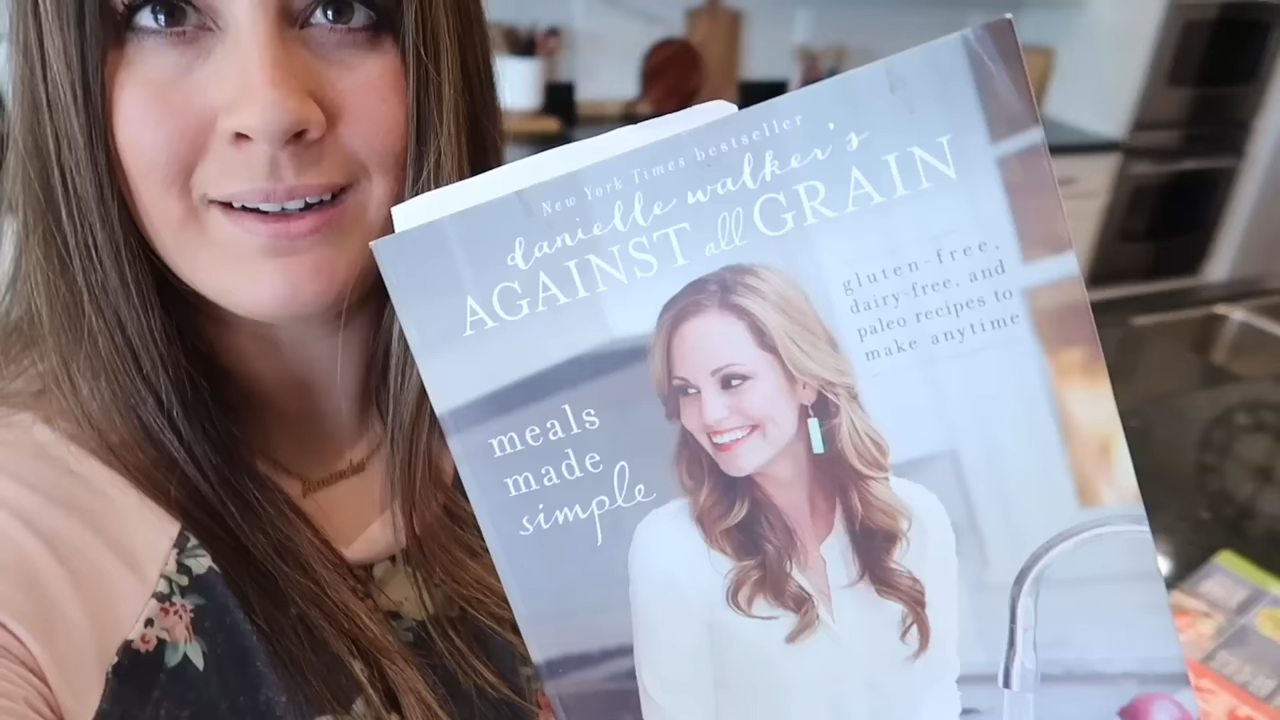 New York Times bestseller
danielle walker's
AGAINST all GRAIN
gluten-free,
dairy-free, and
paleo recipes to
make anytime
meals
made
simple